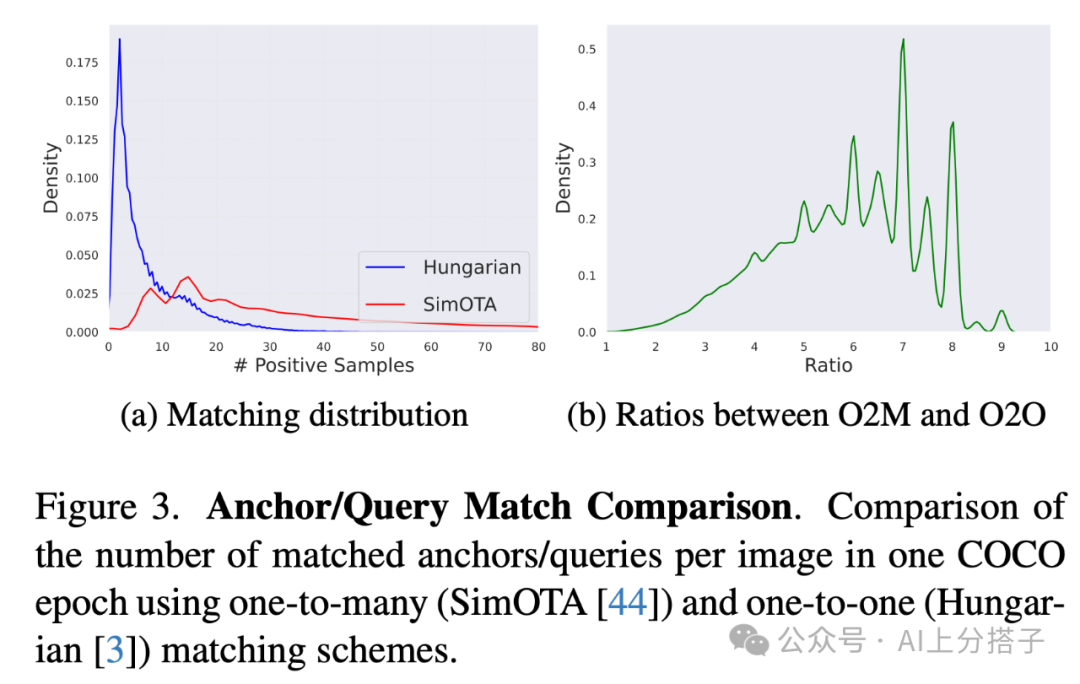 0.175
0.150
0.125
0.100
0.075
0.050
0.025
0.000
Density
0 10 20 30 40 50 60 70 80
# Positive Samples
Hungarian
SimOTA
(a) Matching distribution
0.5
0.4
0.3
0.2
0.1
0.0
Density
1 2 3 4 5 6 7 8 9 10
Ratio
(b) Ratios between O2M and O2O
Figure 3. Anchor/Query Match Comparison. Comparison of
the number of matched anchors/queries per image in one COCO
epoch using one-to-many (SimOTA [44]) and one-to-one (Hungar-
ian [3]) matching schemes.
公众号 · AI上分搭子